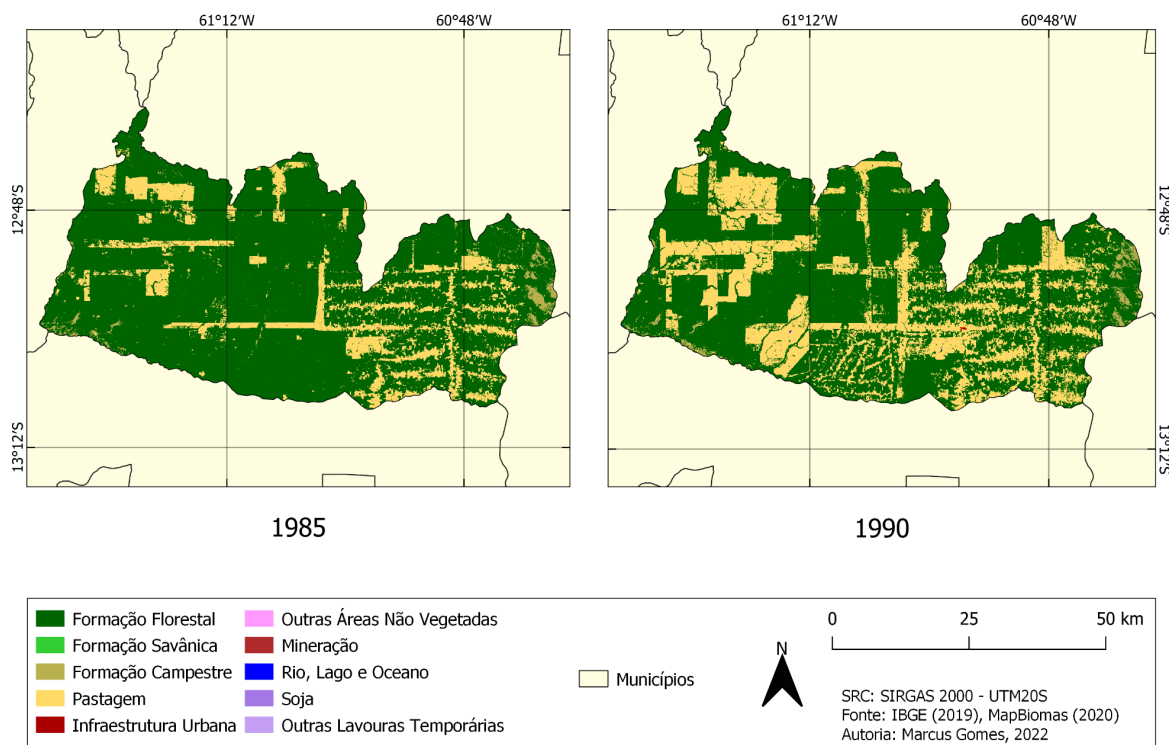 61°12'W 60°48'W 61°12'W 60°48'W
12°48'S 12°48'S
13°12'S 13°12'S
1985 1990
Formação Florestal
Formação Savânica
Formação Campestre
Pastagem
Infraestrutura Urbana
Outras Áreas Não Vegetadas
Mineração
Rio, Lago e Oceano
Soja
Outras Lavouras Temporárias
Municípios
N
0 25 50 km
SRC: SIRGAS 2000 - UTM20S
Fonte: IBGE (2019), MapBiomas (2020)
Autoria: Marcus Gomes, 2022